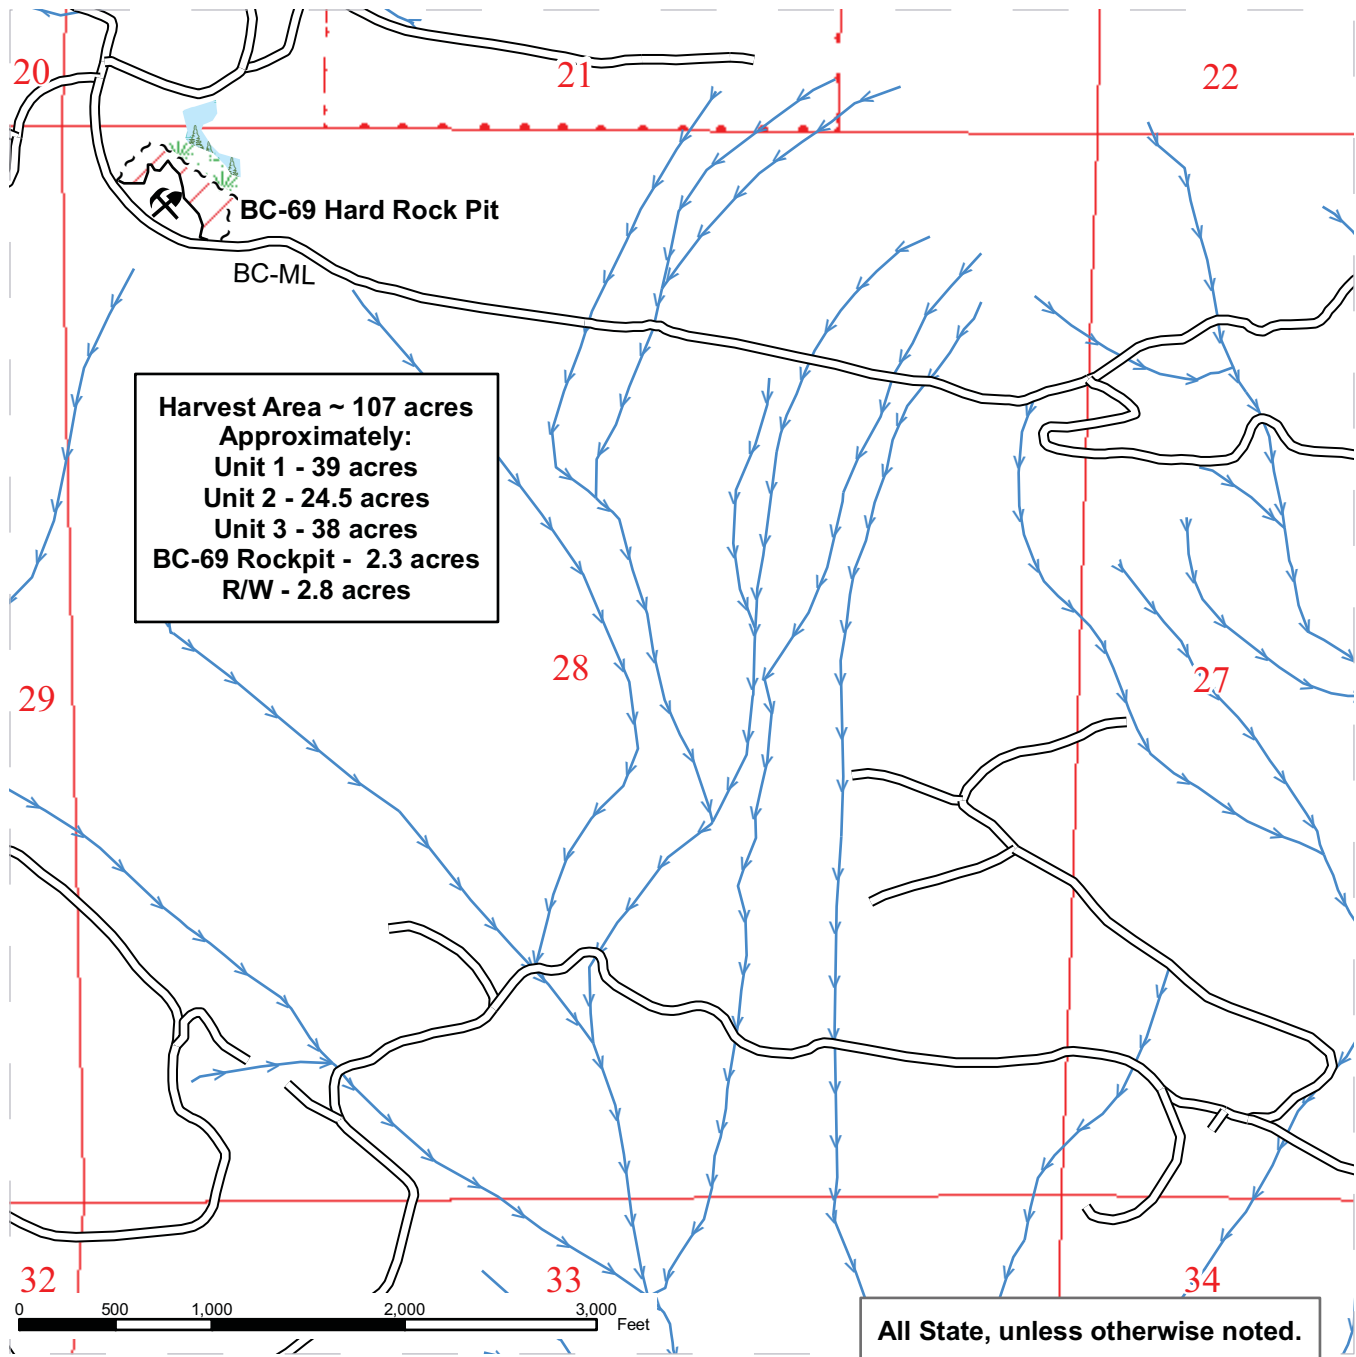 20
21
22
BC-69 Hard Rock Pit
BC-ML
Harvest Area ~ 107 acres
Approximately:
Unit 1 - 39 acres
Unit 2 - 24.5 acres
Unit 3 - 38 acres
BC-69 Rockpit - 2.3 acres
R/W - 2.8 acres
28
27
29
32
33
34
0 500 1,000 2,000 3,000
Feet
All State, unless otherwise noted.